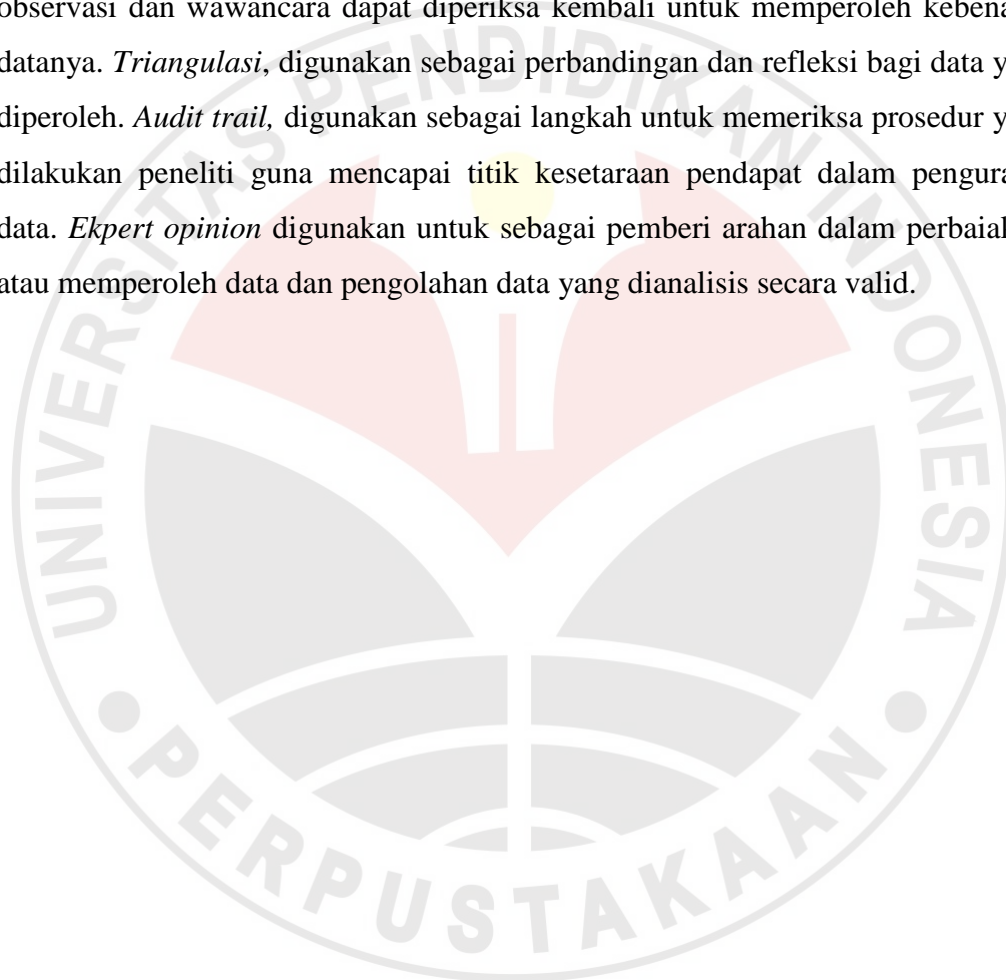 observasi dan wawancara dapat diperiksa kembali untuk memperoleh kebena
datanya. Triangulasi, digunakan sebagai perbandingan dan refleksi bagi data y
diperoleh. Audit trail, digunakan sebagai langkah untuk memeriksa prosedur y
dilakukan peneliti guna mencapai titik kesetaraan pendapat dalam pengura
data. Ekpert opinion digunakan untuk sebagai pemberi arahan dalam perbaiak
atau memperoleh data dan pengolahan data yang dianalisis secara valid.
UNIVERSITAS PENDIDIKAN INDONESIA
PERPUSTAKAAN